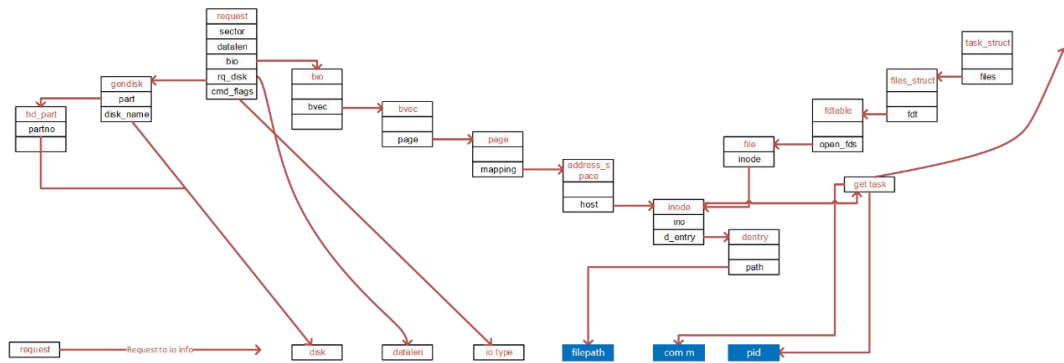 request
sector
datalen
bio
rq_disk
cmd_flags
gendisk
part
disk_name
hd_part
partno
bio
bvec
bvec
page
page
mapping
address_s
pace
host
inode
ino
d_entry
dentry
path
file
inode
fdtable
open_fds
files_struct
fdt
task_struct
files
get task
request
Request to io info
disk
datalen
io type
filepath
com m
pid